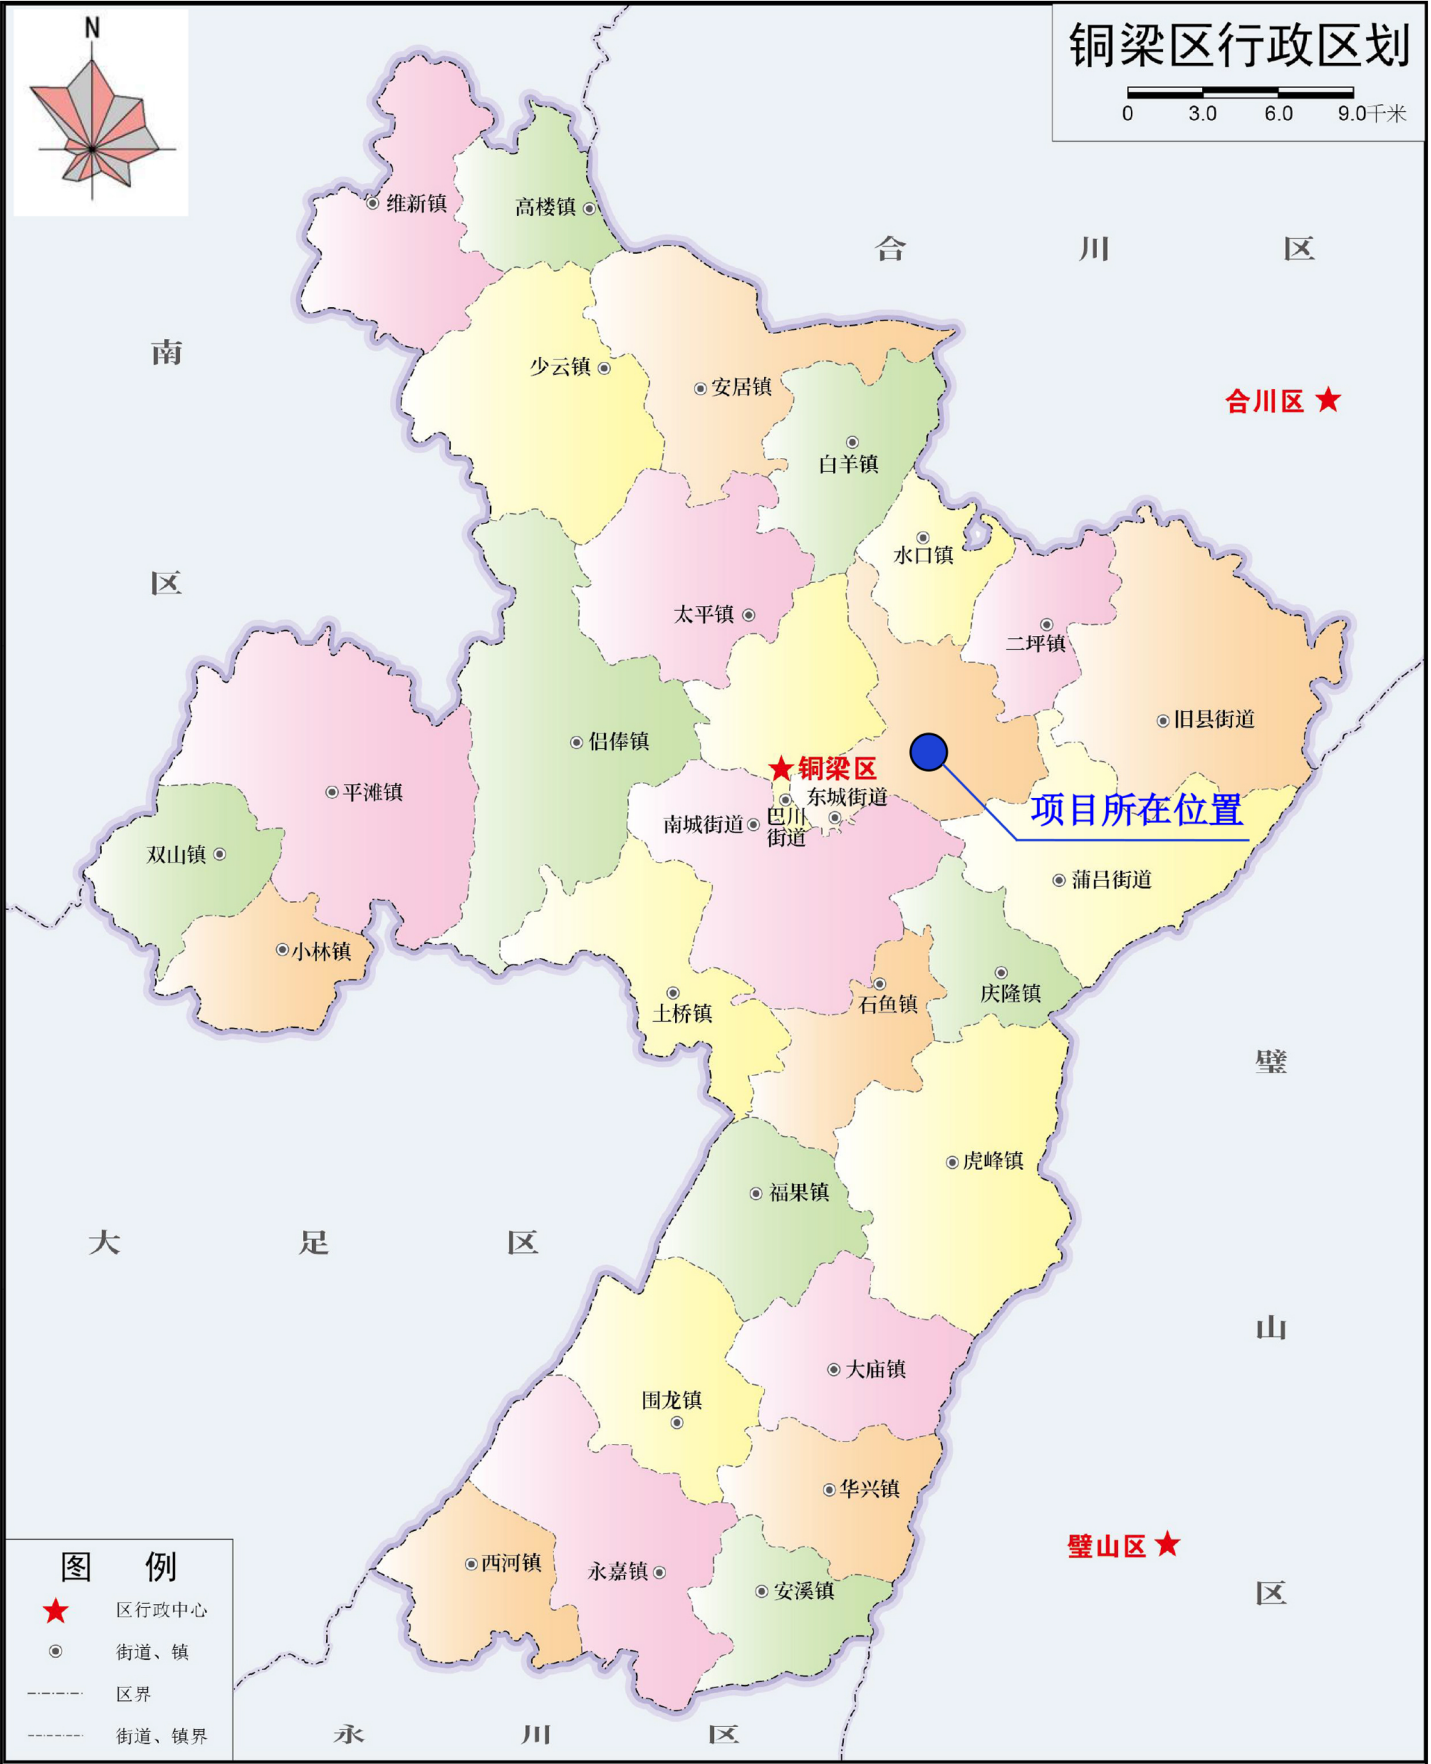 N
铜梁区行政区划
0 3.0 6.0 9.0千米
维新镇
高楼镇
合川区
南区
少云镇
安居镇
合川区
白羊镇
水口镇
太平镇
二坪镇
旧县街道
侣俸镇
铜梁区
平滩镇
东城街道
项目所在位置
南城街道
巴川
街道
双山镇
蒲吕街道
小林镇
土桥镇
石鱼镇
庆隆镇
璧山区
虎峰镇
福果镇
大足区
大庙镇
围龙镇
华兴镇
璧山区
西河镇
永嘉镇
安溪镇
永川区
图例
区行政中心
街道、镇
区界
街道、镇界